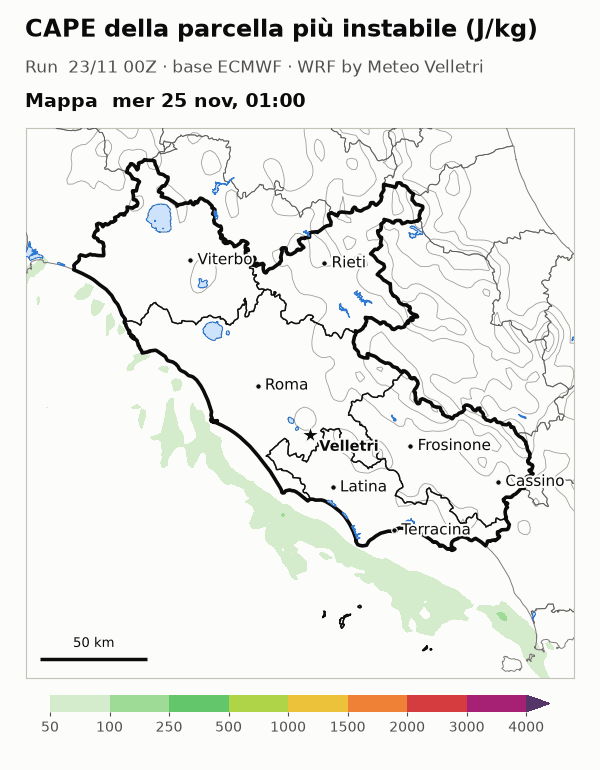 CAPE della parcella più instabile (J/kg)
Run  23/11 00Z · base ECMWF · WRF by Meteo Velletri
Mappa  mer 25 nov, 01:00
Viterbo
Rieti
Roma
Velletri
Frosinone
Cassino
Latina
Terracina
50 km
50 100 250 500 1000 1500 2000 3000 4000